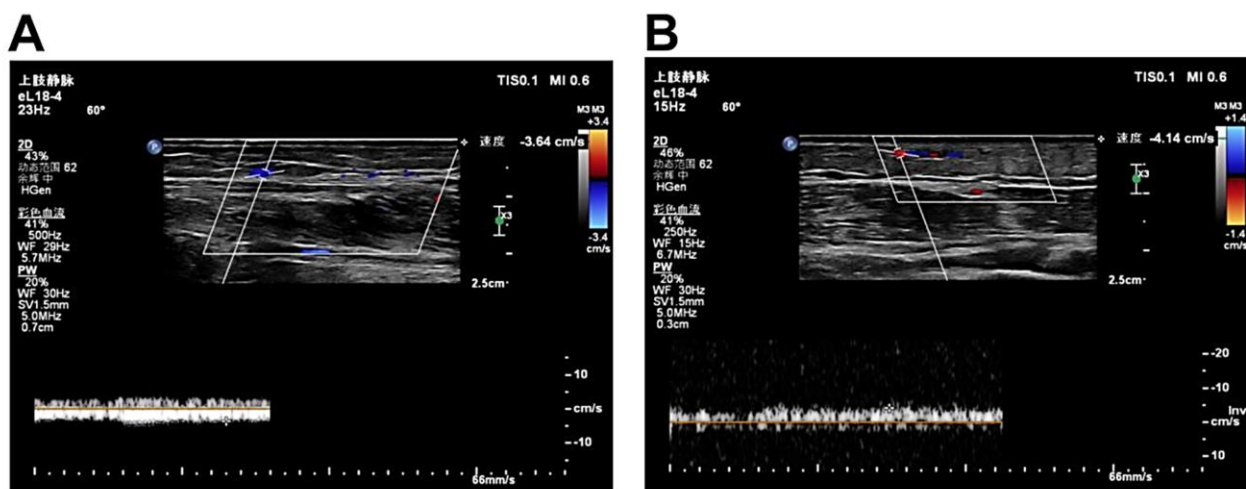 A
上肢静脉
eL18-4
23Hz 60°
TIS0.1 MI 0.6
M3 M3
+3.4
-3.4
cm/s
2D
43%
动态范围 62
余辉 中
HGen
彩色血流
41%
500Hz
WF 29Hz
5.7MHz
PW
20%
WF 30Hz
SV1.5mm
5.0MHz
0.7cm
P
速度 -3.64 cm/s
X3
2.5cm
10
cm/s
-10
66mm/s
B
上肢静脉
eL18-4
15Hz 60°
TIS0.1 MI 0.6
M3 M3
+1.4
-1.4
cm/s
2D
46%
动态范围 62
余辉 中
HGen
彩色血流
41%
250Hz
WF 15Hz
6.7MHz
PW
20%
WF 30Hz
SV1.5mm
5.0MHz
0.3cm
P
速度 -4.14 cm/s
X3
2.5cm
-20
-10
Inv
cm/s
10
66mm/s